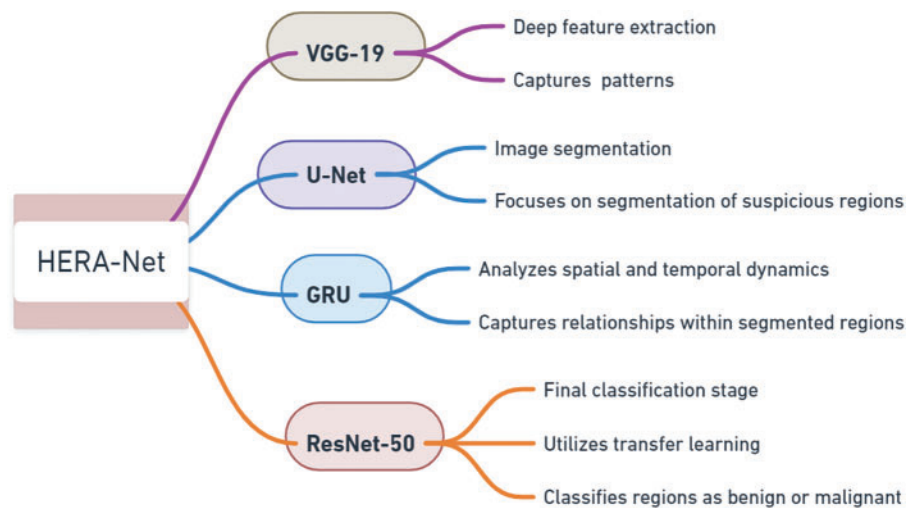 HERA-Net
VGG-19
Deep feature extraction
Captures patterns
U-Net
Image segmentation
Focuses on segmentation of suspicious regions
GRU
Analyzes spatial and temporal dynamics
Captures relationships within segmented regions
ResNet-50
Final classification stage
Utilizes transfer learning
Classifies regions as benign or malignant